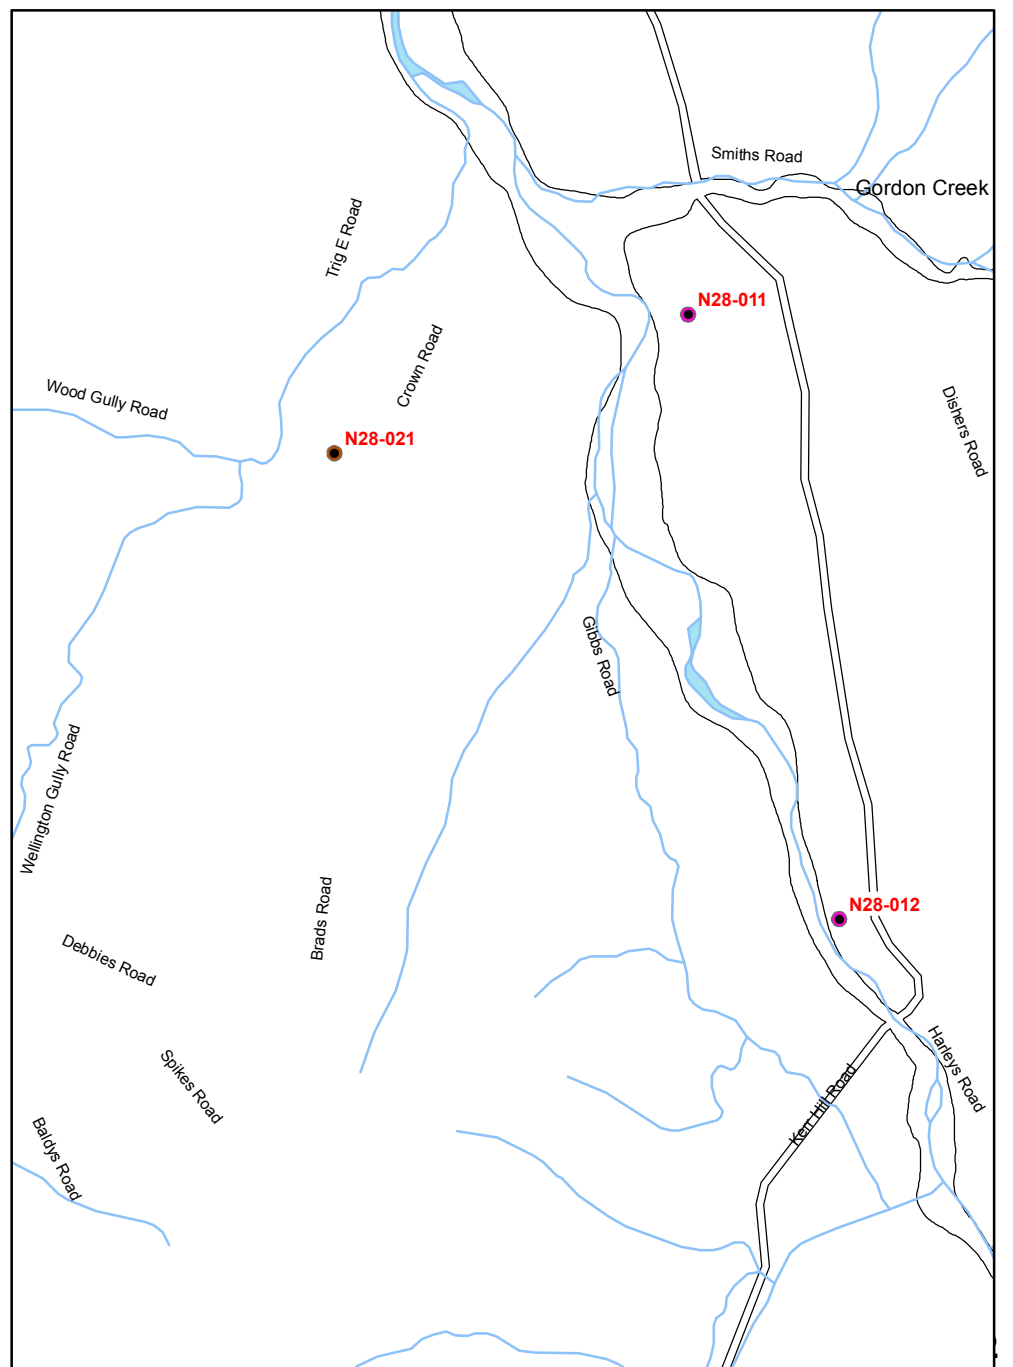 Smiths Road
Gordon Creek
Trig E Road
N28-011
Crown Road
Wood Gully Road
Dishers Road
N28-021
Gibbs Road
Wellington Gully Road
N28-012
Brads Road
Debbies Road
Harleys Road
Spikes Road
Kerr Hill Road
Baldys Road